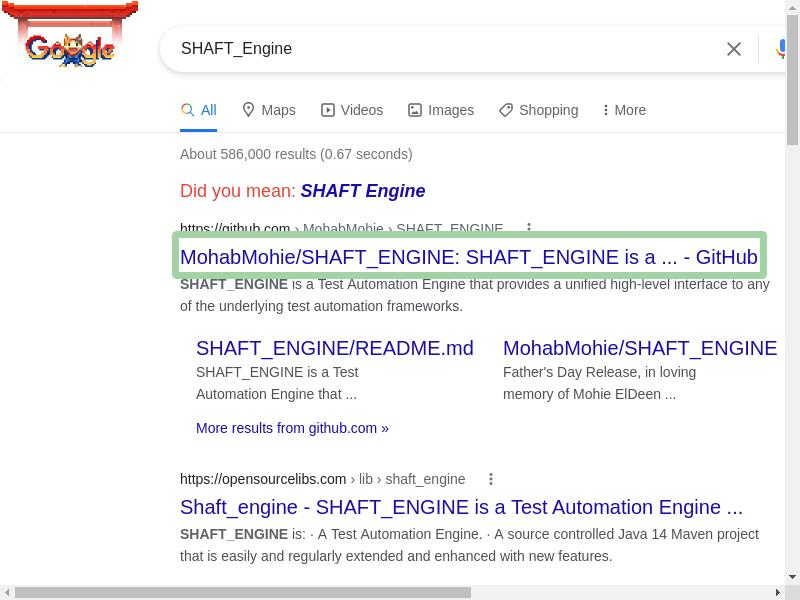 Google
SHAFT_Engine
All Maps Videos Images Shopping More
About 586,000 results (0.67 seconds)
Did you mean: SHAFT Engine
https://github.com › MohabMohie › SHAFT_ENGINE
MohabMohie/SHAFT_ENGINE: SHAFT_ENGINE is a ... - GitHub
SHAFT_ENGINE is a Test Automation Engine that provides a unified high-level interface to any
of the underlying test automation frameworks.
SHAFT_ENGINE/README.md MohabMohie/SHAFT_ENGINE
SHAFT_ENGINE is a Test Father's Day Release, in loving
Automation Engine that ... memory of Mohie ElDeen ...
More results from github.com »
https://opensourcelibs.com › lib › shaft_engine
Shaft_engine - SHAFT_ENGINE is a Test Automation Engine ...
SHAFT_ENGINE is: · A Test Automation Engine. · A source controlled Java 14 Maven project
that is easily and regularly extended and enhanced with new features.